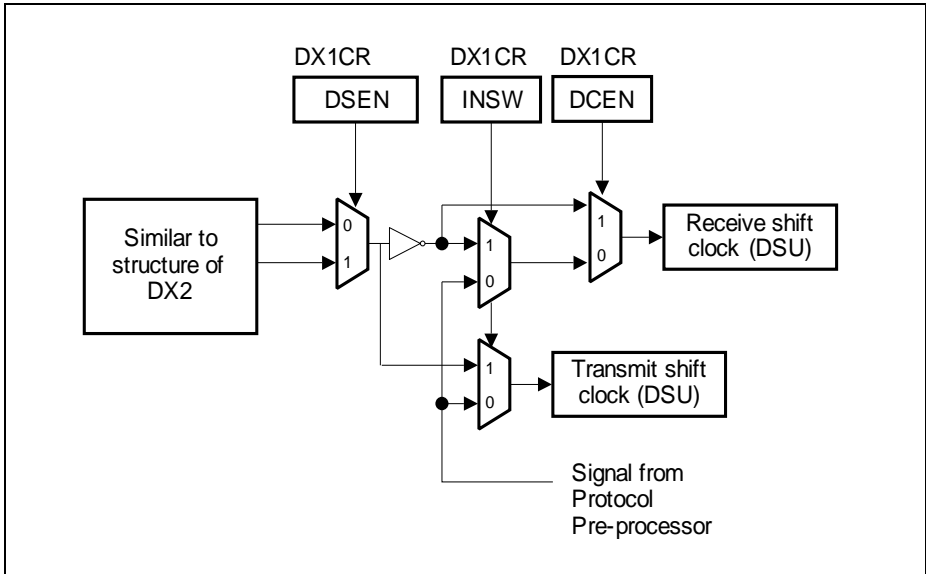 DX1CR DX1CR DX1CR
DSEN INSW DCEN
0
1
Similar to
structure of
DX2
1
0
1
0
Receive shift
clock (DSU)
1
0
Transmit shift
clock (DSU)
Signal from
Protocol
Pre-processor